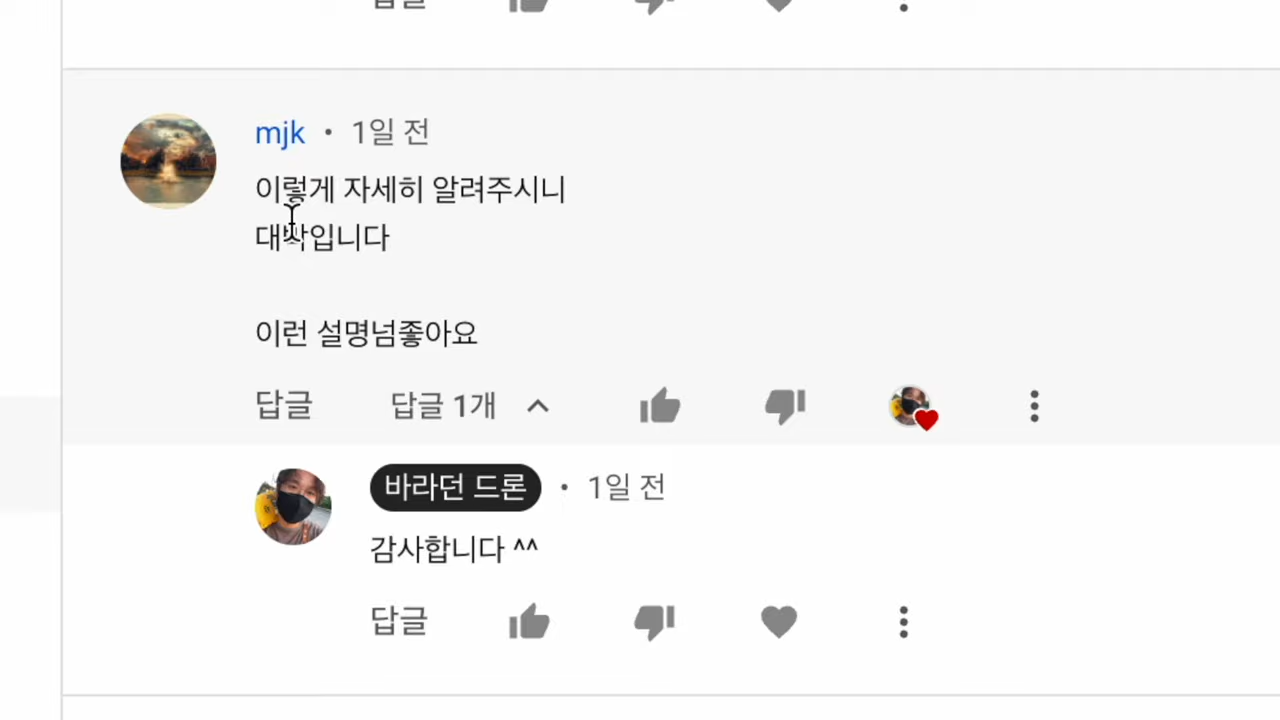 답글
mjk • 1일 전
이렇게 자세히 알려주시니
대박입니다
이런 설명넘좋아요
답글 답글 1개
바라던 드론 • 1일 전
감사합니다 ^^
답글